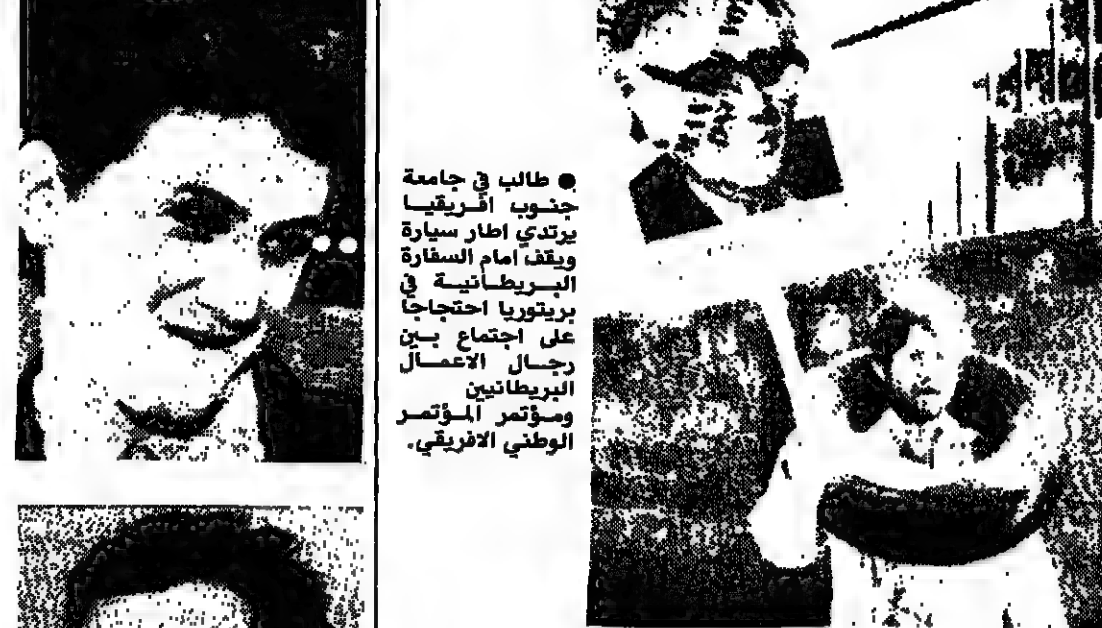 ● طالب في جامعة
جنوب افريقيا
يرتدي اطار سيارة
ويقف امام السفارة
البريطانية في
بريتوريا احتجاجا
على اجتماع بين
رجال الاعمال
البريطانيين
ومؤتمر المؤتمر
الوطني الافريقي.